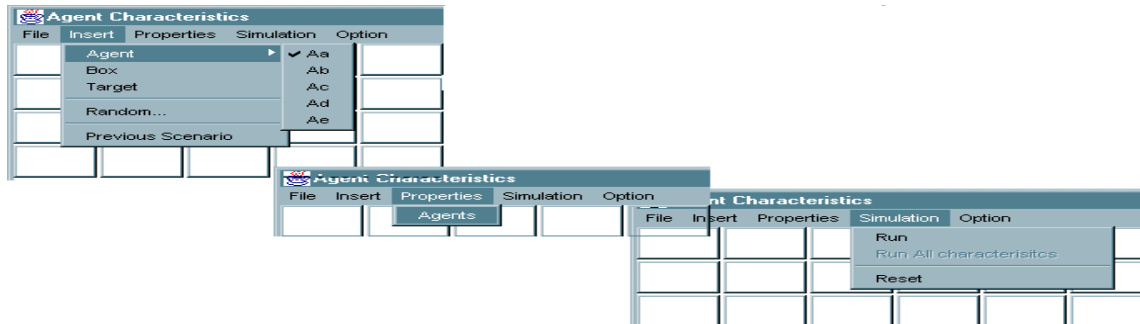 Agent Characteristics
File Insert Properties Simulation Option
Agent Aa
Box Ab
Target Ac
Ad
Random...
Ae
Previous Scenario
Agent Characteristics
File Insert Properties Simulation Option
Agents
nt Characteristics
File Insert Properties Simulation Option
Run
Run All characterisitcs
Reset